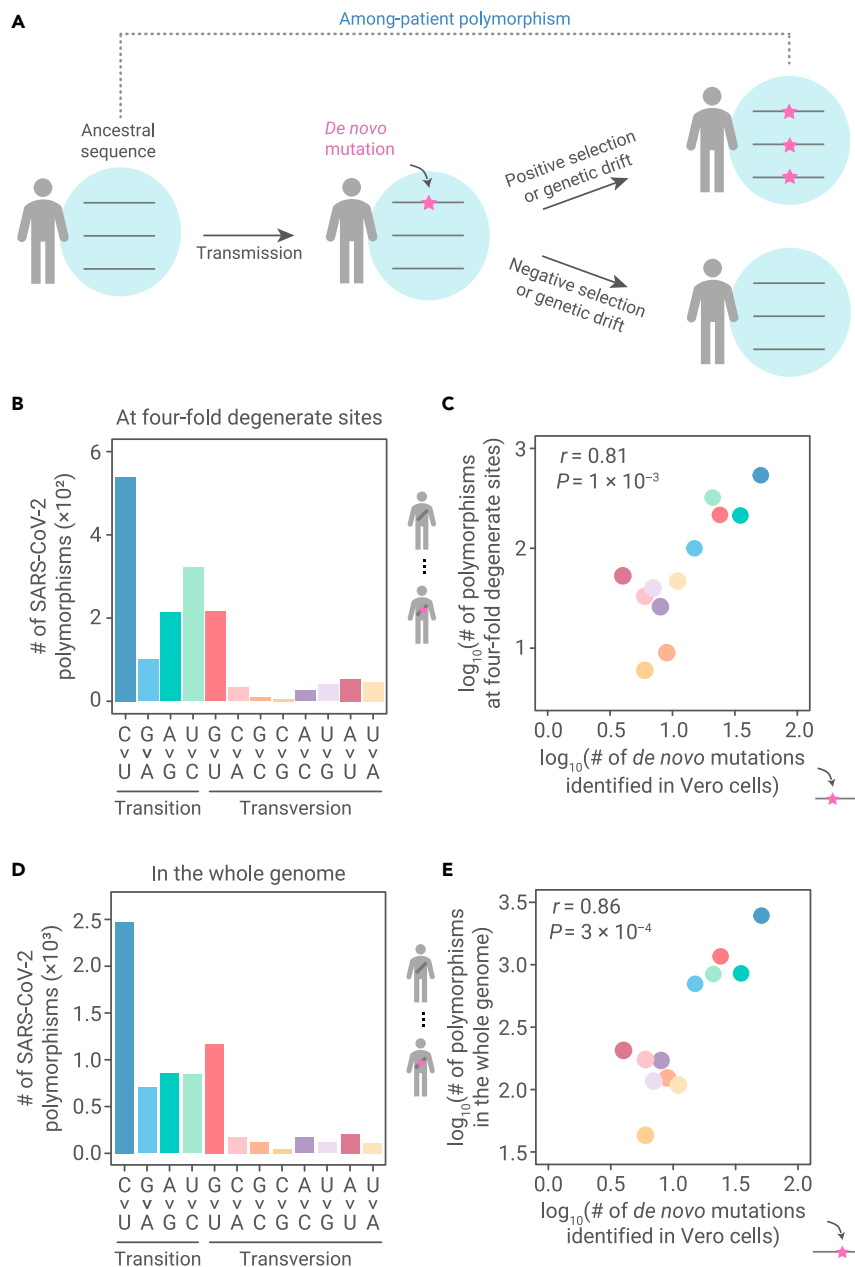 A
Among-patient polymorphism
Ancestral
sequence
De novo
mutation
Transmission
Positive selection
or genetic drift
Negative selection
or genetic drift
B
At four-fold degenerate sites
# of SARS-CoV-2
polymorphisms (×10²)
6
4
2
0
C G A U G C G C A U A U
> > > > > > > > > > > >
U A G C U A C G C G U A
Transition
Transversion
C
r = 0.81
P = 1 × 10⁻³
log₁₀(# of polymorphisms
at four-fold degenerate sites)
3
2
1
0.0 0.5 1.0 1.5 2.0
log₁₀(# of de novo mutations
identified in Vero cells)
D
In the whole genome
# of SARS-CoV-2
polymorphisms (×10³)
2.5
2.0
1.5
1.0
0.5
0.0
C G A U G C G C A U A U
> > > > > > > > > > > >
U A G C U A C G C G U A
Transition
Transversion
E
r = 0.86
P = 3 × 10⁻⁴
log₁₀(# of polymorphisms
in the whole genome)
3.5
3.0
2.5
2.0
1.5
0.0 0.5 1.0 1.5 2.0
log₁₀(# of de novo mutations
identified in Vero cells)